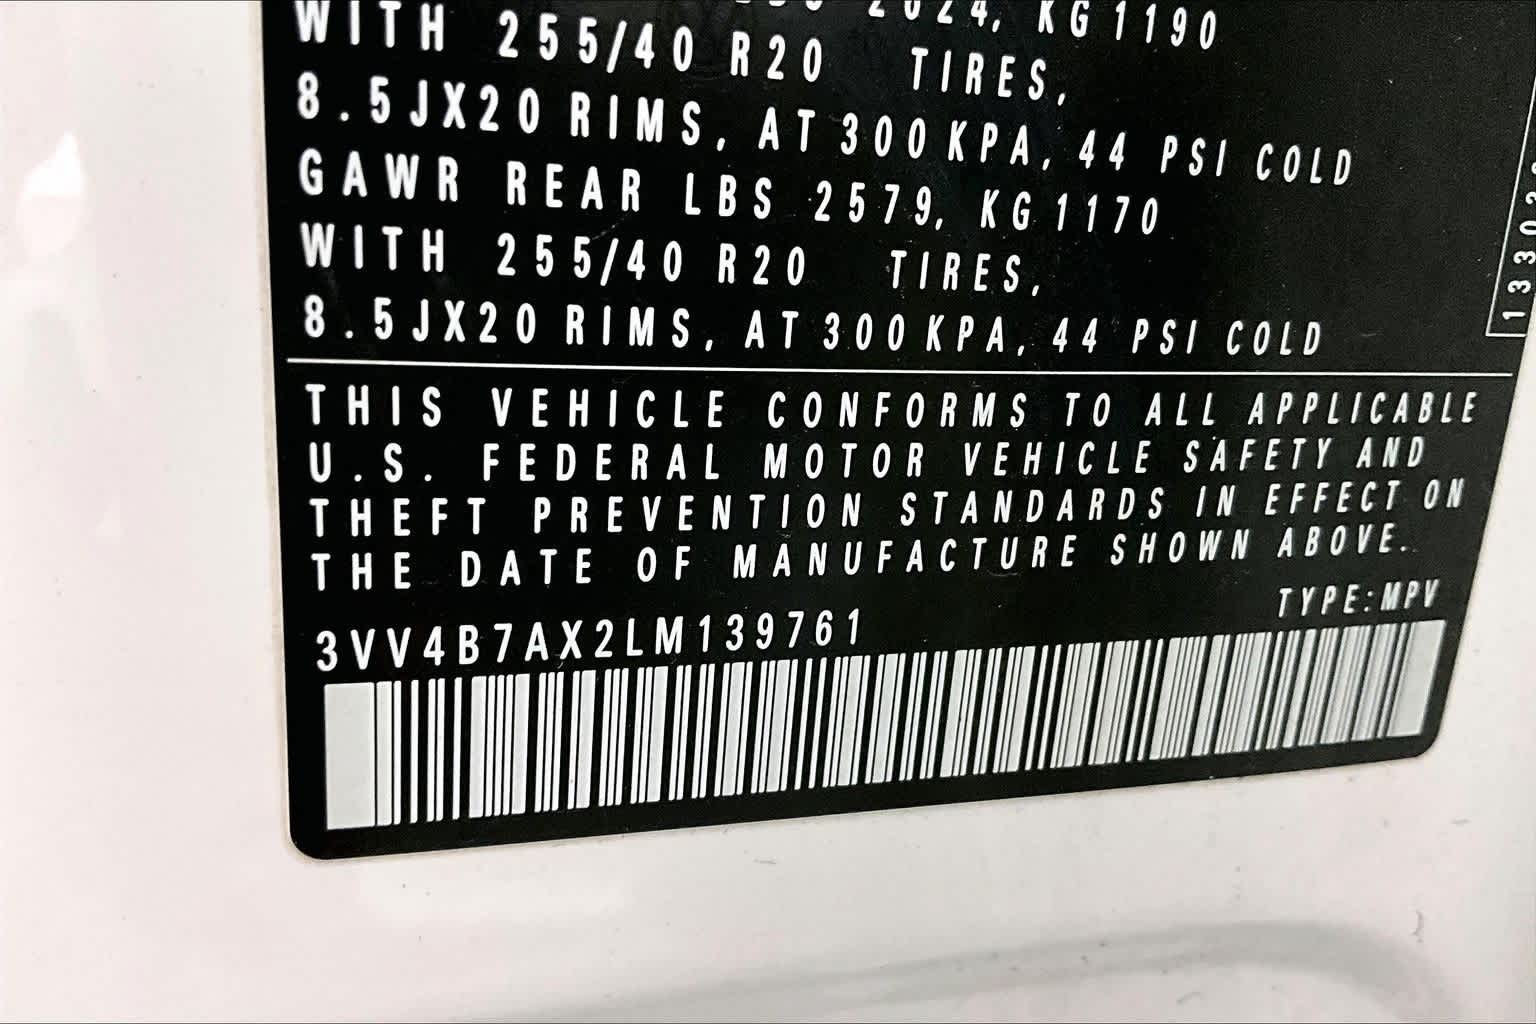 2024, KG 1190
WITH 255/40 R20 TIRES,
8.5JX20 RIMS, AT 300 KPA, 44 PSI COLD
GAWR REAR LBS 2579, KG 1170
WITH 255/40 R20 TIRES,
8.5JX20 RIMS, AT 300 KPA, 44 PSI COLD
THIS VEHICLE CONFORMS TO ALL APPLICABLE
U.S. FEDERAL MOTOR VEHICLE SAFETY AND
THEFT PREVENTION STANDARDS IN EFFECT ON
THE DATE OF MANUFACTURE SHOWN ABOVE.
TYPE:MPV
3VV4B7AX2LM139761